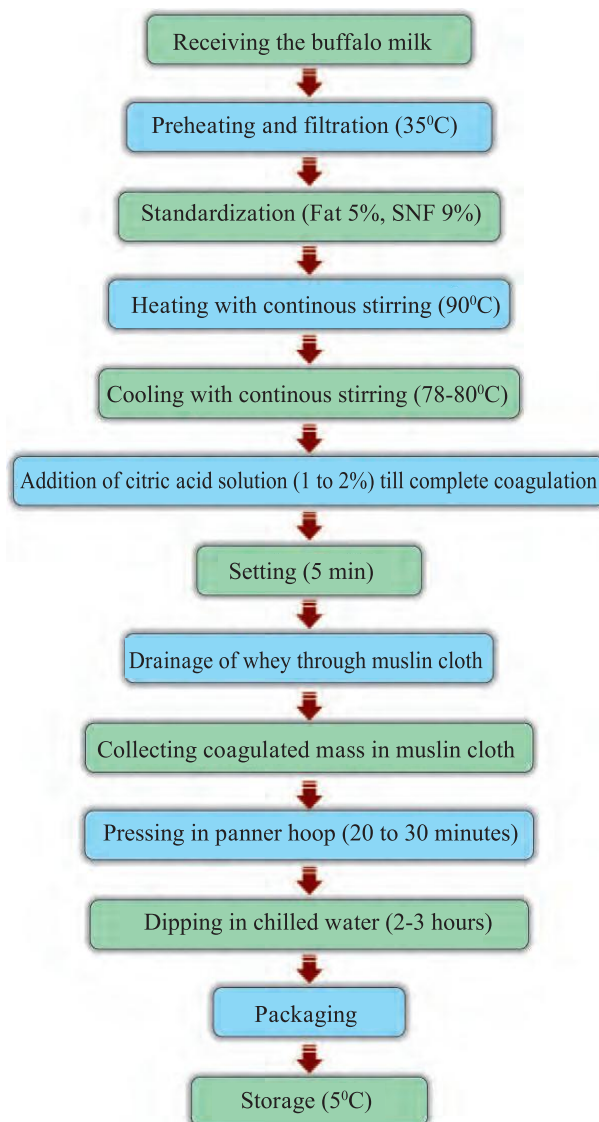 Receiving the buffalo milk
Preheating and filtration (35⁰C)
Standardization (Fat 5%, SNF 9%)
Heating with continous stirring (90⁰C)
Cooling with continous stirring (78-80⁰C)
Addition of citric acid solution (1 to 2%) till complete coagulation
Setting (5 min)
Drainage of whey through muslin cloth
Collecting coagulated mass in muslin cloth
Pressing in panner hoop (20 to 30 minutes)
Dipping in chilled water (2-3 hours)
Packaging
Storage (5⁰C)